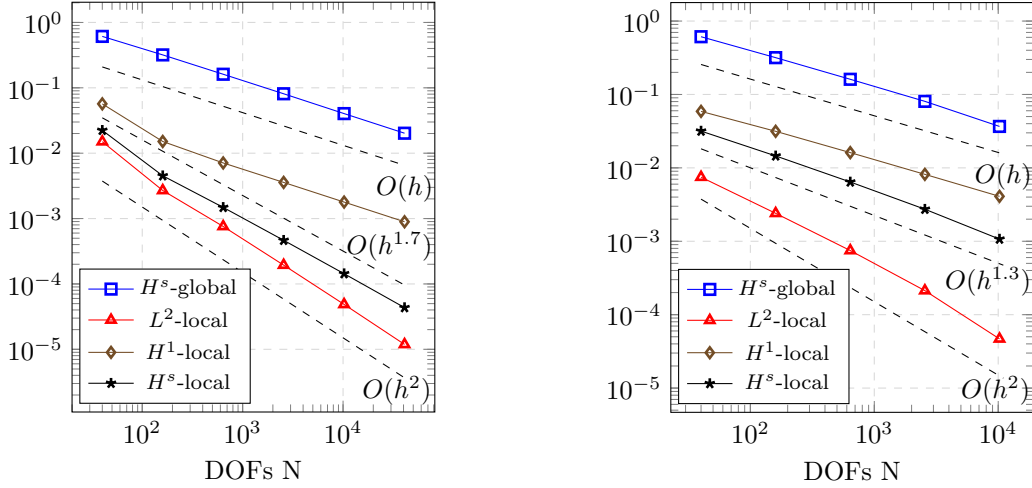 10^0
10^{-1}
10^{-2}
10^{-3}
10^{-4}
10^{-5}
O(h)
O(h^{1.7})
O(h^2)
H^s-global
L^2-local
H^1-local
H^s-local
10^2
10^3
10^4
DOFs N
10^0
10^{-1}
10^{-2}
10^{-3}
10^{-4}
10^{-5}
O(h)
O(h^{1.3})
O(h^2)
H^s-global
L^2-local
H^1-local
H^s-local
10^2
10^3
10^4
DOFs N